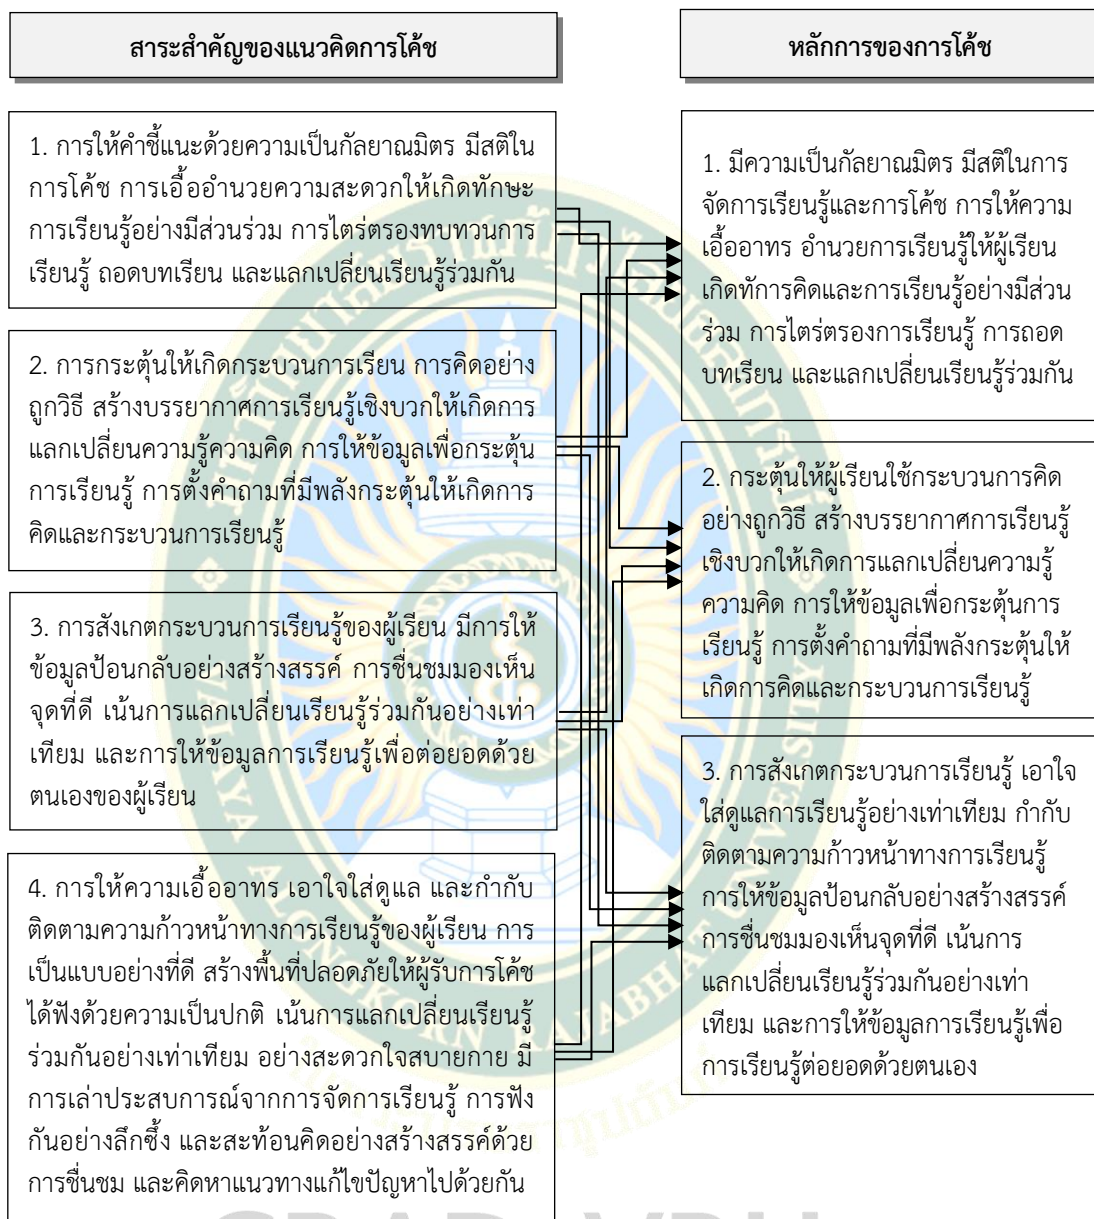 สาระสำคัญของแนวคิดการโค้ช
หลักการของการโค้ช
1. การให้คำชี้แนะด้วยความเป็นกัลยาณมิตร มีสติใน
การโค้ช การเอื้ออำนวยความสะดวกให้เกิดทักษะ
การเรียนรู้อย่างมีส่วนร่วม การไตร่ตรองทบทวนการ
เรียนรู้ ถอดบทเรียน และแลกเปลี่ยนเรียนรู้ร่วมกัน
2. การกระตุ้นให้เกิดกระบวนการเรียน การคิดอย่าง
ถูกวิธี สร้างบรรยากาศการเรียนรู้เชิงบวกให้เกิดการ
แลกเปลี่ยนความรู้ความคิด การให้ข้อมูลเพื่อกระตุ้น
การเรียนรู้ การตั้งคำถามที่มีพลังกระตุ้นให้เกิดการ
คิดและกระบวนการเรียนรู้
3. การสังเกตกระบวนการเรียนรู้ของผู้เรียน มีการให้
ข้อมูลป้อนกลับอย่างสร้างสรรค์ การชื่นชมมองเห็น
จุดที่ดี เน้นการแลกเปลี่ยนเรียนรู้ร่วมกันอย่างเท่า
เทียม และการให้ข้อมูลการเรียนรู้เพื่อต่อยอดด้วย
ตนเองของผู้เรียน
4. การให้ความเอื้ออาทร เอาใจใส่ดูแล และกำกับ
ติดตามความก้าวหน้าทางการเรียนรู้ของผู้เรียน การ
เป็นแบบอย่างที่ดี สร้างพื้นที่ปลอดภัยให้ผู้รับการโค้ช
ได้ฟังด้วยความเป็นปกติ เน้นการแลกเปลี่ยนเรียนรู้
ร่วมกันอย่างเท่าเทียม อย่างสะดวกใจสบายกาย มี
การเล่าประสบการณ์จากการจัดการเรียนรู้ การฟัง
กันอย่างลึกซึ้ง และสะท้อนคิดอย่างสร้างสรรค์ด้วย
การชื่นชม และคิดหาแนวทางแก้ไขปัญหาไปด้วยกัน
1. มีความเป็นกัลยาณมิตร มีสติในการ
จัดการเรียนรู้และการโค้ช การให้ความ
เอื้ออาทร อำนวยการเรียนรู้ให้ผู้เรียน
เกิดทักการคิดและการเรียนรู้อย่างมีส่วน
ร่วม การไตร่ตรองการเรียนรู้ การถอด
บทเรียน และแลกเปลี่ยนเรียนรู้ร่วมกัน
2. กระตุ้นให้ผู้เรียนใช้กระบวนการคิด
อย่างถูกวิธี สร้างบรรยากาศการเรียนรู้
เชิงบวกให้เกิดการแลกเปลี่ยนความรู้
ความคิด การให้ข้อมูลเพื่อกระตุ้นการ
เรียนรู้ การตั้งคำถามที่มีพลังกระตุ้นให้
เกิดการคิดและกระบวนการเรียนรู้
3. การสังเกตกระบวนการเรียนรู้ เอาใจ
ใส่ดูแลการเรียนรู้อย่างเท่าเทียม กำกับ
ติดตามความก้าวหน้าทางการเรียนรู้
การให้ข้อมูลป้อนกลับอย่างสร้างสรรค์
การชื่นชมมองเห็นจุดที่ดี เน้นการ
แลกเปลี่ยนเรียนรู้ร่วมกันอย่างเท่า
เทียม และการให้ข้อมูลการเรียนรู้เพื่อ
การเรียนรู้ต่อยอดด้วยตนเอง